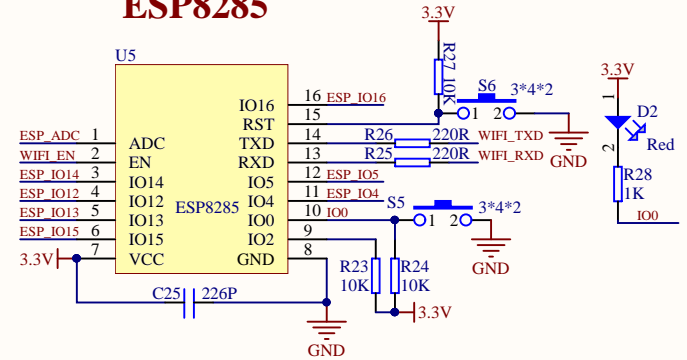 ESP8285
3.3V
U5
R27 10K
S6
3*4*2
3.3V
16 ESP_IO16
IO16
1 2
1
D2
15
RST
ESP_ADC 1 ADC
TXD 14 R26 220R WIFI_TXD
Red
WIFI_EN 2 EN
RXD 13 R25 220R WIFI_RXD
GND
2
ESP_IO14 3 IO14
IO5 12 ESP_IO5
R28
1K
ESP_IO12 4 IO12
IO4 11 ESP_IO4
S5
3*4*2
ESP_IO13 5 IO13
ESP8285
IO0 10 IO0
1 2
IO0
ESP_IO15 6 IO15
IO2 9
3.3V
7 VCC
GND 8
R23
10K
R24
10K
GND
C25 226P
3.3V
GND